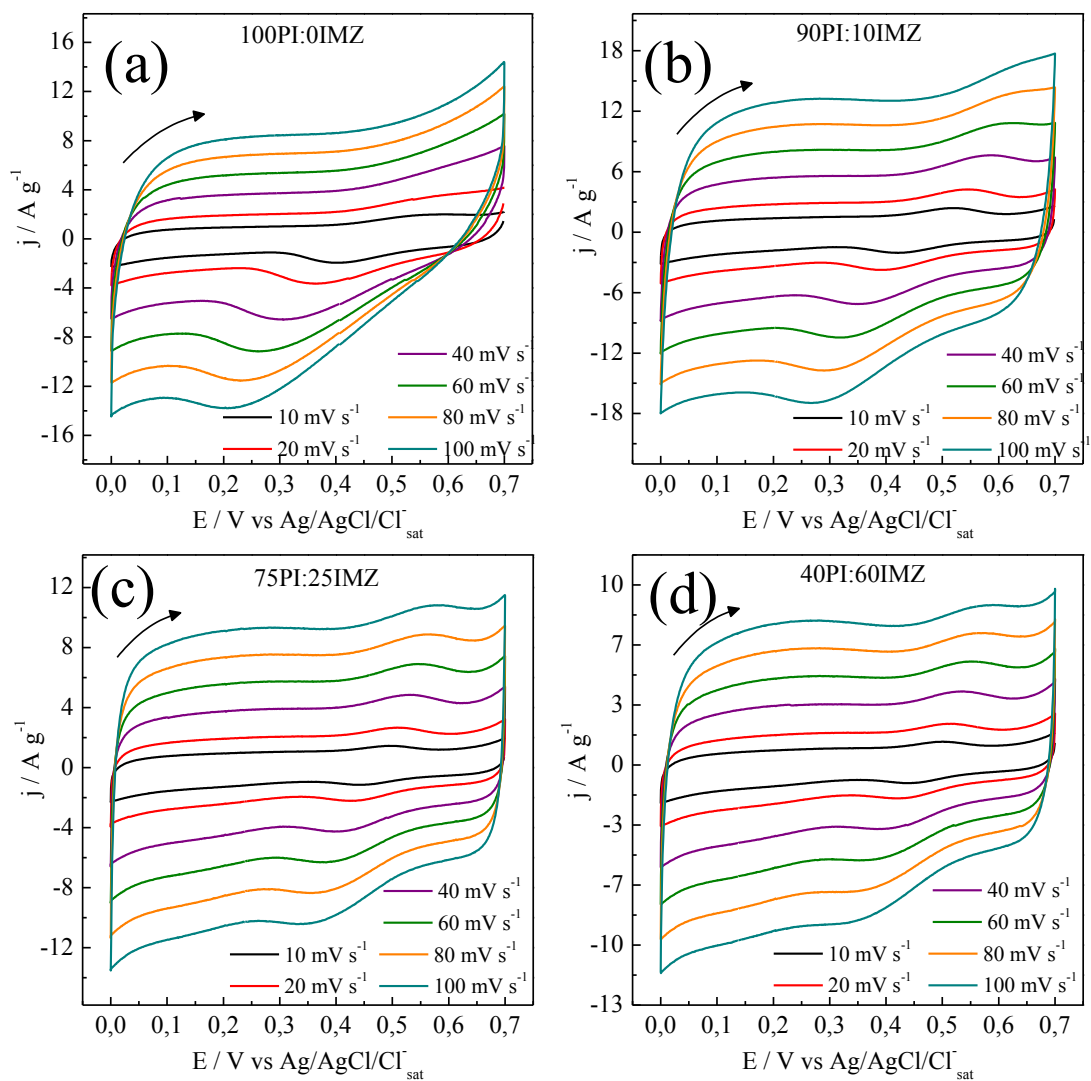 (a)
100PI:0IMZ
16
12
8
4
0
-4
-8
-12
-16
j / A g⁻¹
40 mV s⁻
60 mV s⁻
10 mV s⁻¹
80 mV s⁻¹
20 mV s⁻¹
100 mV s⁻¹
0,0 0,1 0,2 0,3 0,4 0,5 0,6 0,7
E / V vs Ag/AgCl/Cl⁻sat
(b)
90PI:10IMZ
18
12
6
0
-6
-12
-18
j / A g⁻¹
40 mV s⁻¹
60 mV s⁻¹
10 mV s⁻¹
80 mV s⁻¹
20 mV s⁻¹
100 mV s⁻¹
0,0 0,1 0,2 0,3 0,4 0,5 0,6 0,7
E / V vs Ag/AgCl/Cl⁻sat
(c)
75PI:25IMZ
12
8
4
0
-4
-8
-12
j / A g⁻¹
40 mV s⁻¹
60 mV s⁻¹
10 mV s⁻¹
80 mV s⁻¹
20 mV s⁻¹
100 mV s⁻¹
0,0 0,1 0,2 0,3 0,4 0,5 0,6 0,7
E / V vs Ag/AgCl/Cl⁻sat
(d)
40PI:60IMZ
10
7
3
0
-3
-7
-10
-13
j / A g⁻¹
40 mV s⁻¹
60 mV s⁻¹
10 mV s⁻¹
80 mV s⁻¹
20 mV s⁻¹
100 mV s⁻¹
0,0 0,1 0,2 0,3 0,4 0,5 0,6 0,7
E / V vs Ag/AgCl/Cl⁻sat